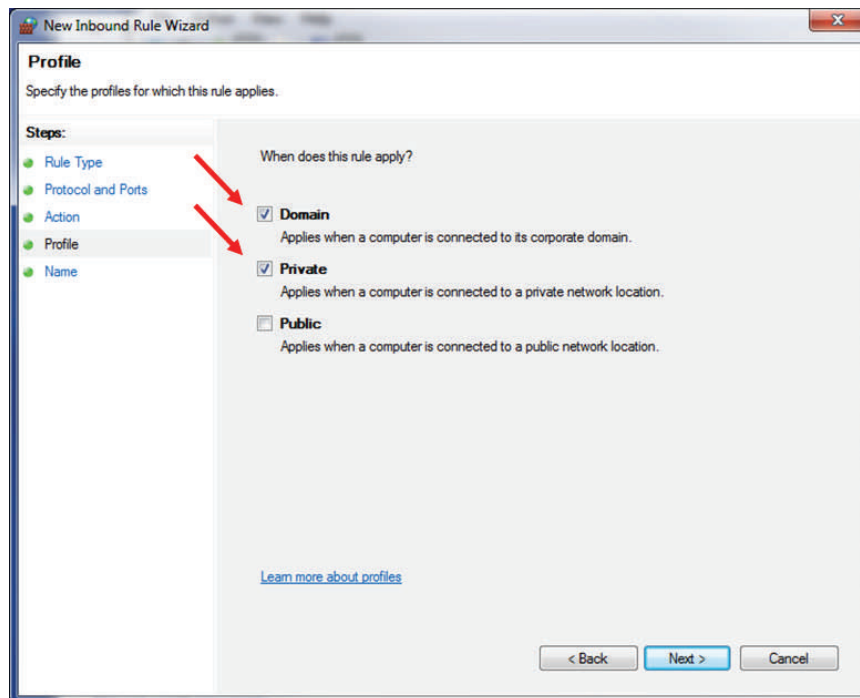 New Inbound Rule Wizard
Profile
Specify the profiles for which this rule applies.
Steps:
Rule Type
Protocol and Ports
Action
Profile
Name
When does this rule apply?
Domain
Applies when a computer is connected to its corporate domain.
Private
Applies when a computer is connected to a private network location.
Public
Applies when a computer is connected to a public network location.
Learn more about profiles
< Back
Next >
Cancel